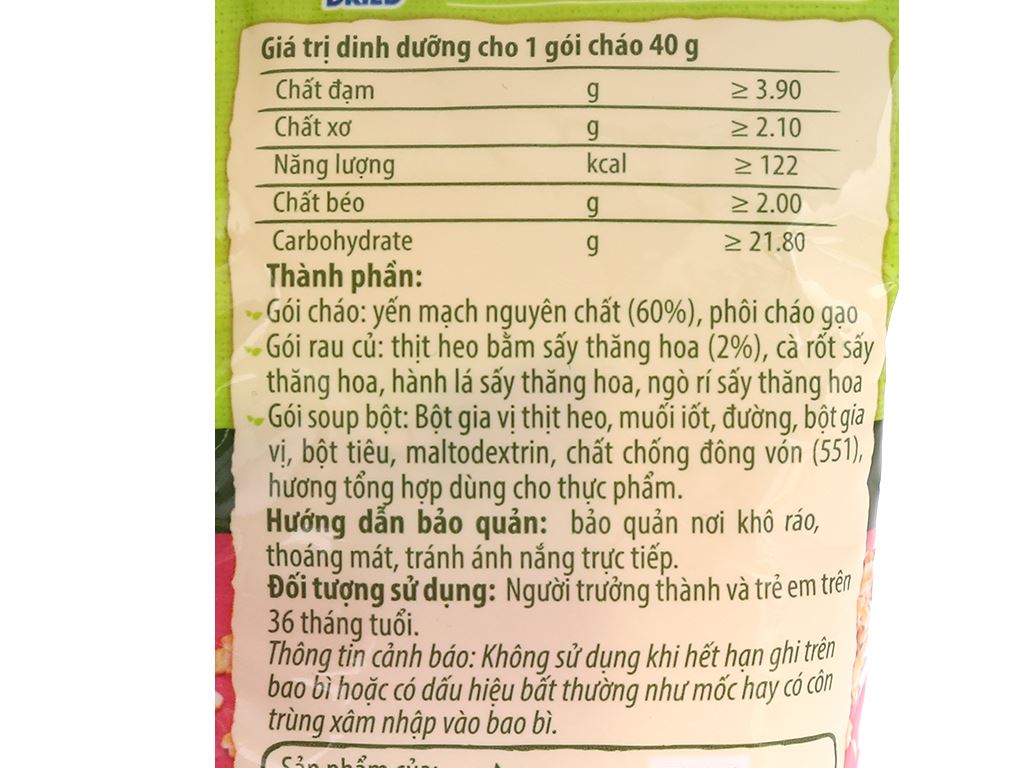 DRIED
Giá trị dinh dưỡng cho 1 gói cháo 40 g
Chất đạm g ≥ 3.90
Chất xơ g ≥ 2.10
Năng lượng kcal ≥ 122
Chất béo g ≥ 2.00
Carbohydrate g ≥ 21.80
Thành phần:
Gói cháo: yến mạch nguyên chất (60%), phôi cháo gạo
Gói rau củ: thịt heo bằm sấy thăng hoa (2%), cà rốt sấy
thăng hoa, hành lá sấy thăng hoa, ngò rí sấy thăng hoa
Gói soup bột: Bột gia vị thịt heo, muối iốt, đường, bột gia
vị, bột tiêu, maltodextrin, chất chống đông vón (551),
hương tổng hợp dùng cho thực phẩm.
Hướng dẫn bảo quản: bảo quản nơi khô ráo,
thoáng mát, tránh ánh nắng trực tiếp.
Đối tượng sử dụng: Người trưởng thành và trẻ em trên
36 tháng tuổi.
Thông tin cảnh báo: Không sử dụng khi hết hạn ghi trên
bao bì hoặc có dấu hiệu bất thường như mốc hay có côn
trùng xâm nhập vào bao bì.
Sản phẩm của: